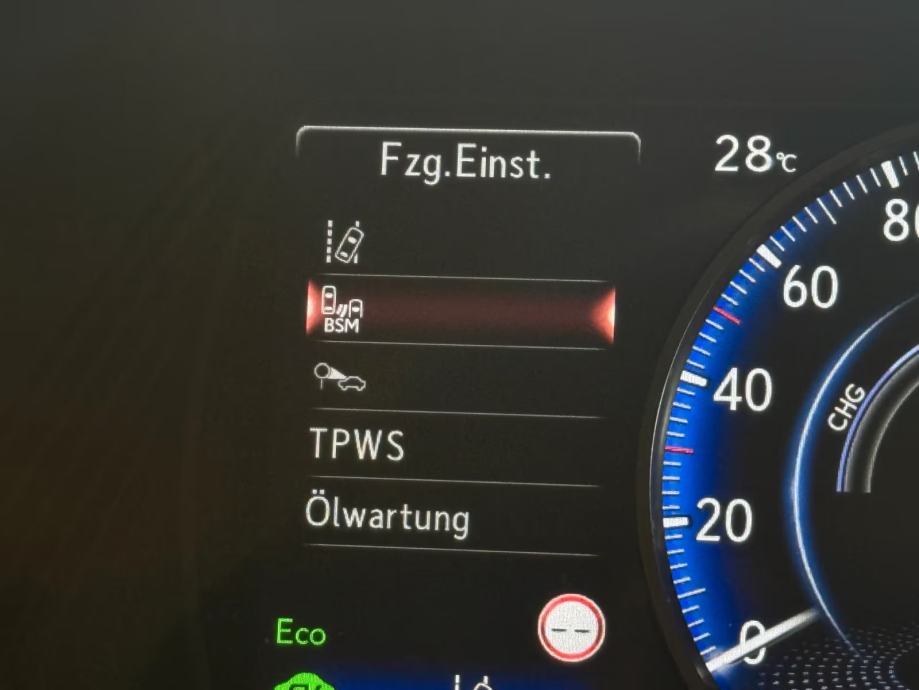 Fzg.Einst.
28°C
BSM
TPWS
Ölwartung
Eco
--
80
60
40
20
0
CHG